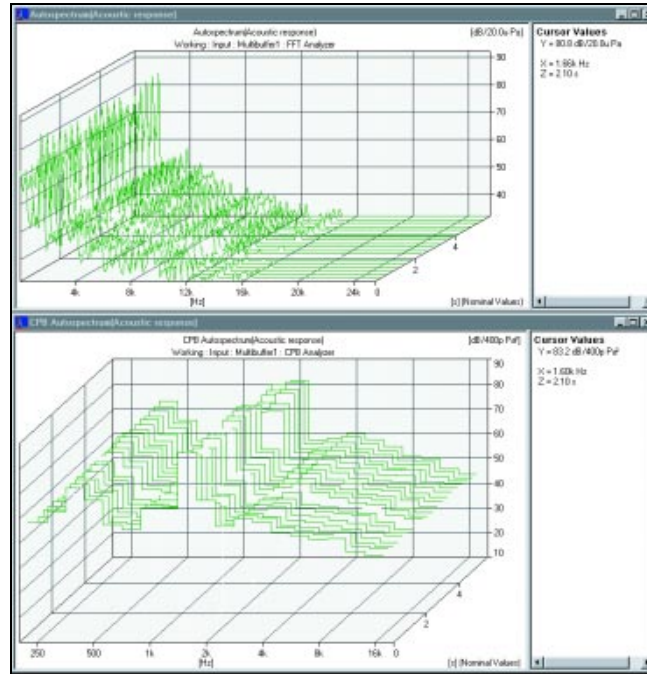 Autospectrum(Acoustic response)
Autospectrum(Acoustic response)
Working : Input : Multibuffer1 : FFT Analyzer
[dB/20.0u Pa]
90
80
70
60
50
40
4
2
0
4k
8k
12k
16k
20k
24k
[Hz]
[s] (Nominal Values)
Cursor Values
Y = 80.8 dB/20.0u Pa
X = 1.66k Hz
Z = 2.10 s
CPB Autospectrum(Acoustic response)
CPB Autospectrum(Acoustic response)
Working : Input : Multibuffer1 : CPB Analyzer
[dB/400p Pa²]
90
80
70
60
50
40
30
20
10
4
2
0
250
500
1k
2k
4k
8k
16k
[Hz]
[s] (Nominal Values)
Cursor Values
Y = 83.2 dB/400p Pa²
X = 1.60k Hz
Z = 2.10 s